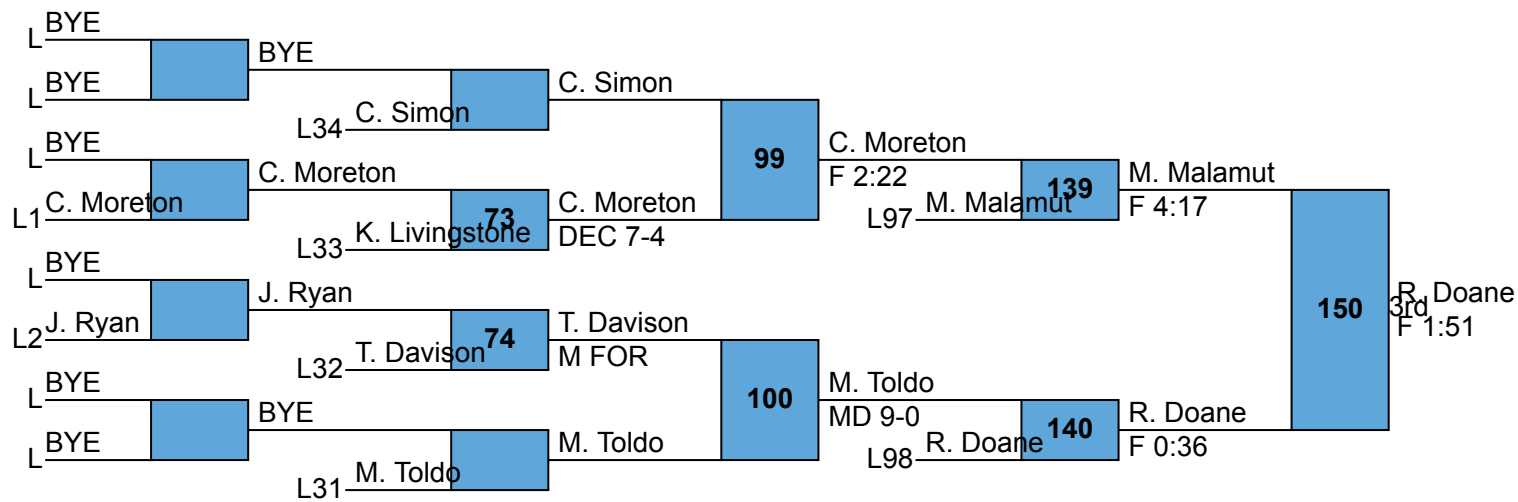 BYE
L
BYE
BYE
L
C. Simon
C. Simon
L34
BYE
L
C. Moreton
F 2:22
99
C. Moreton
C. Moreton
L1
73
K. Livingstone
L33
C. Moreton
DEC 7-4
139
M. Malamut
L97
M. Malamut
F 4:17
BYE
L
J. Ryan
J. Ryan
L2
74
T. Davison
L32
T. Davison
M FOR
150
R. Doane
3rd
F 1:51
BYE
L
100
M. Toldo
MD 9-0
BYE
BYE
L
M. Toldo
M. Toldo
L31
140
R. Doane
L98
R. Doane
F 0:36